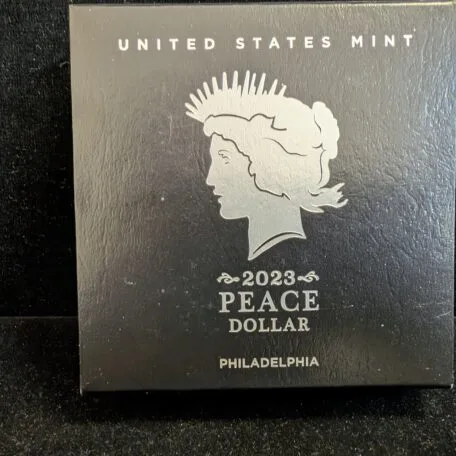 UNITED STATES MINT
2023
PEACE
DOLLAR
PHILADELPHIA